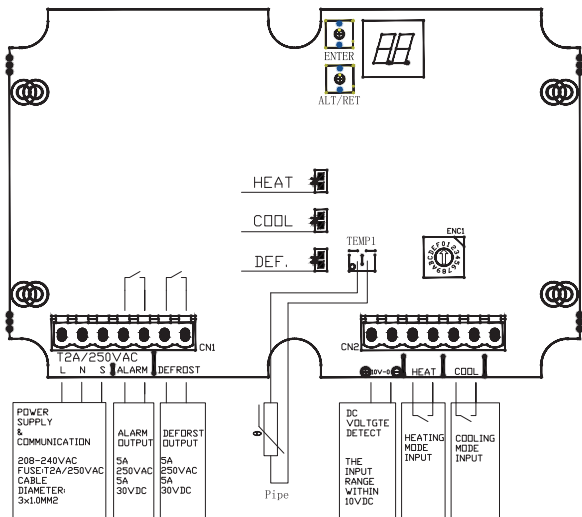 ENTER
ALT/RET
HEAT
COOL
DEF.
TEMP1
ENC1
CDEF012
3456789AB
CN1
CN2
T2A/250VAC
L N S ALARM DEFROST
10V-0 HEAT COOL
POWER
SUPPLY
&
COMMUNICATION
208-240VAC
FUSE:T2A/250VAC
CABLE
DIAMETER:
3x1.0MM2
ALARM
OUTPUT
5A
250VAC
5A
30VDC
DEFORST
OUTPUT
5A
250VAC
5A
30VDC
θ
Pipe
DC
VOLTGTE
DETECT
THE
INPUT
RANGE
WITHIN
10VDC
HEATING
MODE
INPUT
COOLING
MODE
INPUT